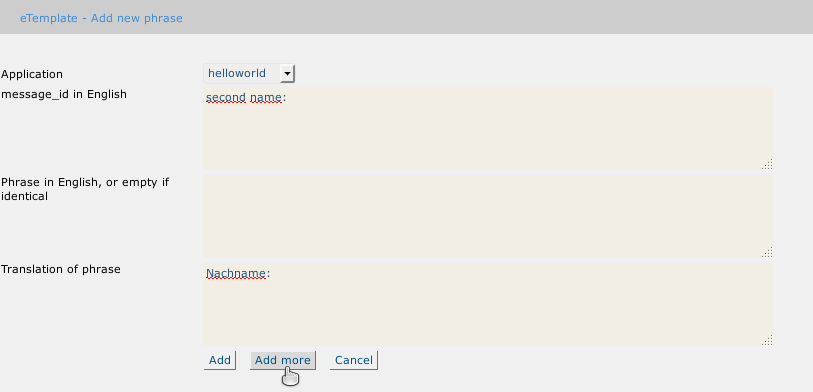 eTemplate - Add new phrase
Application helloworld
message_id in English second name:
Phrase in English, or empty if
identical
Translation of phrase Nachname:
Add Add more Cancel